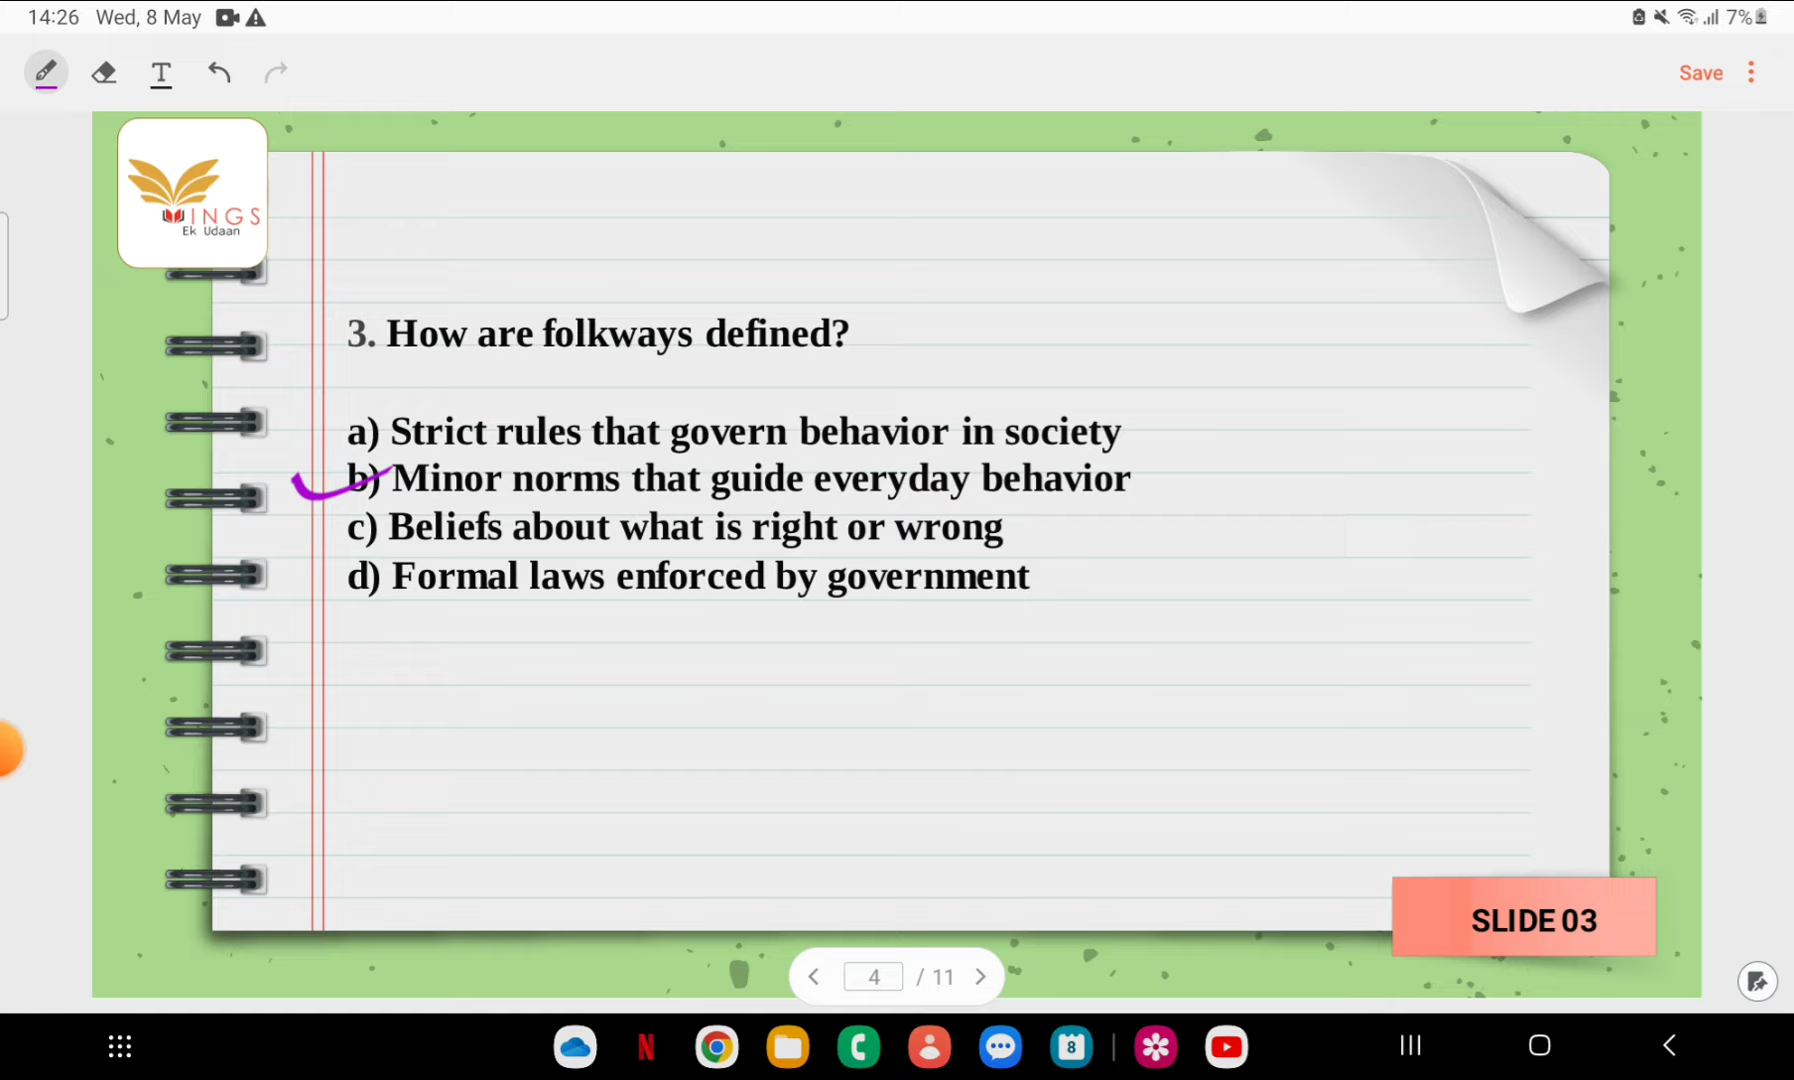 14:26 Wed, 8 May
7%
T
Save
WINGS
Ek Udaan
3. How are folkways defined?
a) Strict rules that govern behavior in society
b) Minor norms that guide everyday behavior
c) Beliefs about what is right or wrong
d) Formal laws enforced by government
SLIDE 03
4 / 11
N
8